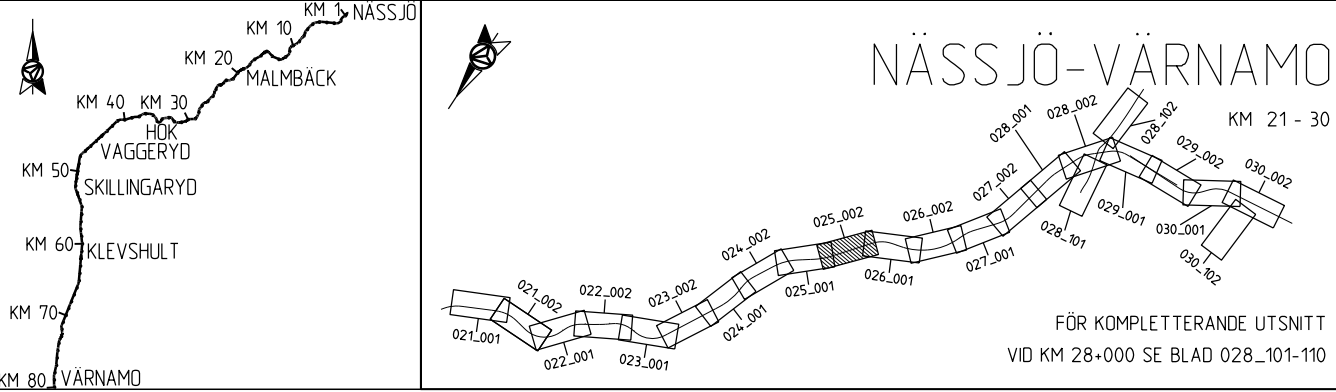 KM 1
NÄSSJÖ
KM 10
KM 20
MALMBÄCK
KM 40
KM 30
HOK
VAGGERYD
KM 50
SKILLINGARYD
KM 60
KLEVSHULT
KM 70
KM 80
VÄRNAMO
NÄSSJÖ-VÄRNAMO
KM 21 - 30
028_001
028_002
028_102
029_002
030_002
027_002
026_002
025_002
024_002
023_002
022_002
021_002
021_001
022_001
023_001
024_001
025_001
026_001
027_001
028_101
029_001
030_001
030_102
FÖR KOMPLETTERANDE UTSNITT
VID KM 28+000 SE BLAD 028_101-110